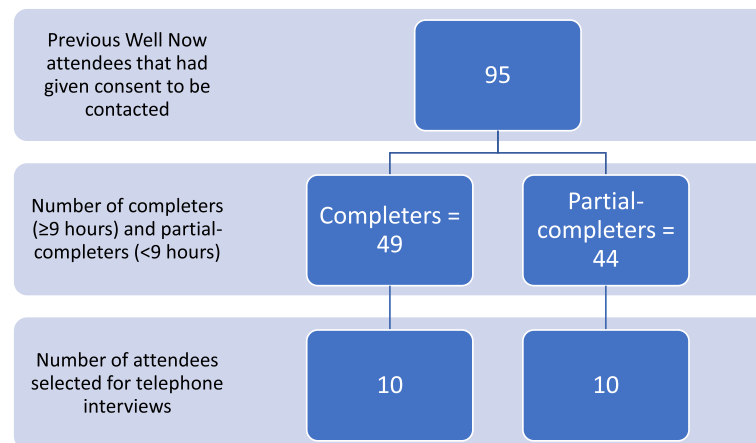 Previous Well Now
attendees that had
given consent to be
contacted
95
Number of completers
(≥9 hours) and partial-
completers (<9 hours)
Completers =
49
Partial-
completers =
44
Number of attendees
selected for telephone
interviews
10
10